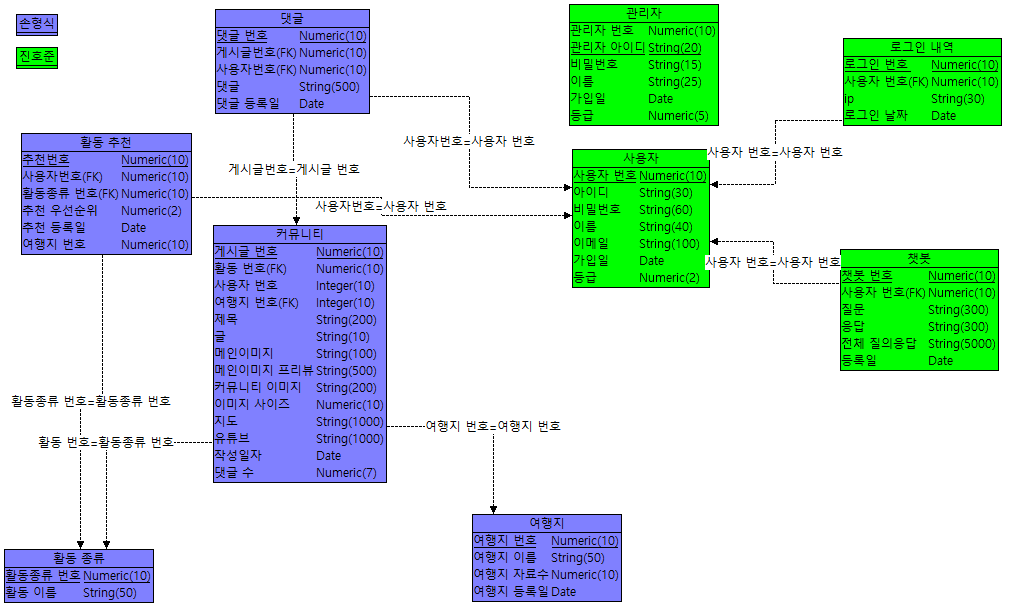 손형식
진호준
댓글
댓글 번호 Numeric(10)
게시글번호(FK) Numeric(10)
사용자번호(FK) Numeric(10)
댓글 String(500)
댓글 등록일 Date
관리자
관리자 번호 Numeric(10)
관리자 아이디 String(20)
비밀번호 String(15)
이름 String(25)
가입일 Date
등급 Numeric(5)
로그인 내역
로그인 번호 Numeric(10)
사용자 번호(FK) Numeric(10)
ip String(30)
로그인 날짜 Date
활동 추천
추천번호 Numeric(10)
사용자번호(FK) Numeric(10)
활동종류 번호(FK) Numeric(10)
추천 우선순위 Numeric(2)
추천 등록일 Date
여행지 번호 Numeric(10)
사용자번호=사용자 번호
게시글번호=게시글 번호
사용자번호=사용자 번호
사용자 번호=사용자 번호
사용자
사용자 번호 Numeric(10)
아이디 String(30)
비밀번호 String(60)
이름 String(40)
이메일 String(100)
가입일 Date
등급 Numeric(2)
사용자 번호=사용자 번호
커뮤니티
게시글 번호 Numeric(10)
활동 번호(FK) Numeric(10)
사용자 번호 Integer(10)
여행지 번호(FK) Integer(10)
제목 String(200)
글 String(10)
메인이미지 String(100)
메인이미지 프리뷰 String(500)
커뮤니티 이미지 String(200)
이미지 사이즈 Numeric(10)
지도 String(1000)
유튜브 String(1000)
작성일자 Date
댓글 수 Numeric(7)
챗봇
챗봇 번호 Numeric(10)
사용자 번호(FK) Numeric(10)
질문 String(300)
응답 String(300)
전체 질의응답 String(5000)
등록일 Date
활동종류 번호=활동종류 번호
활동 번호=활동종류 번호
여행지 번호=여행지 번호
여행지
여행지 번호 Numeric(10)
여행지 이름 String(50)
여행지 자료수 Numeric(10)
여행지 등록일 Date
활동 종류
활동종류 번호 Numeric(10)
활동 이름 String(50)